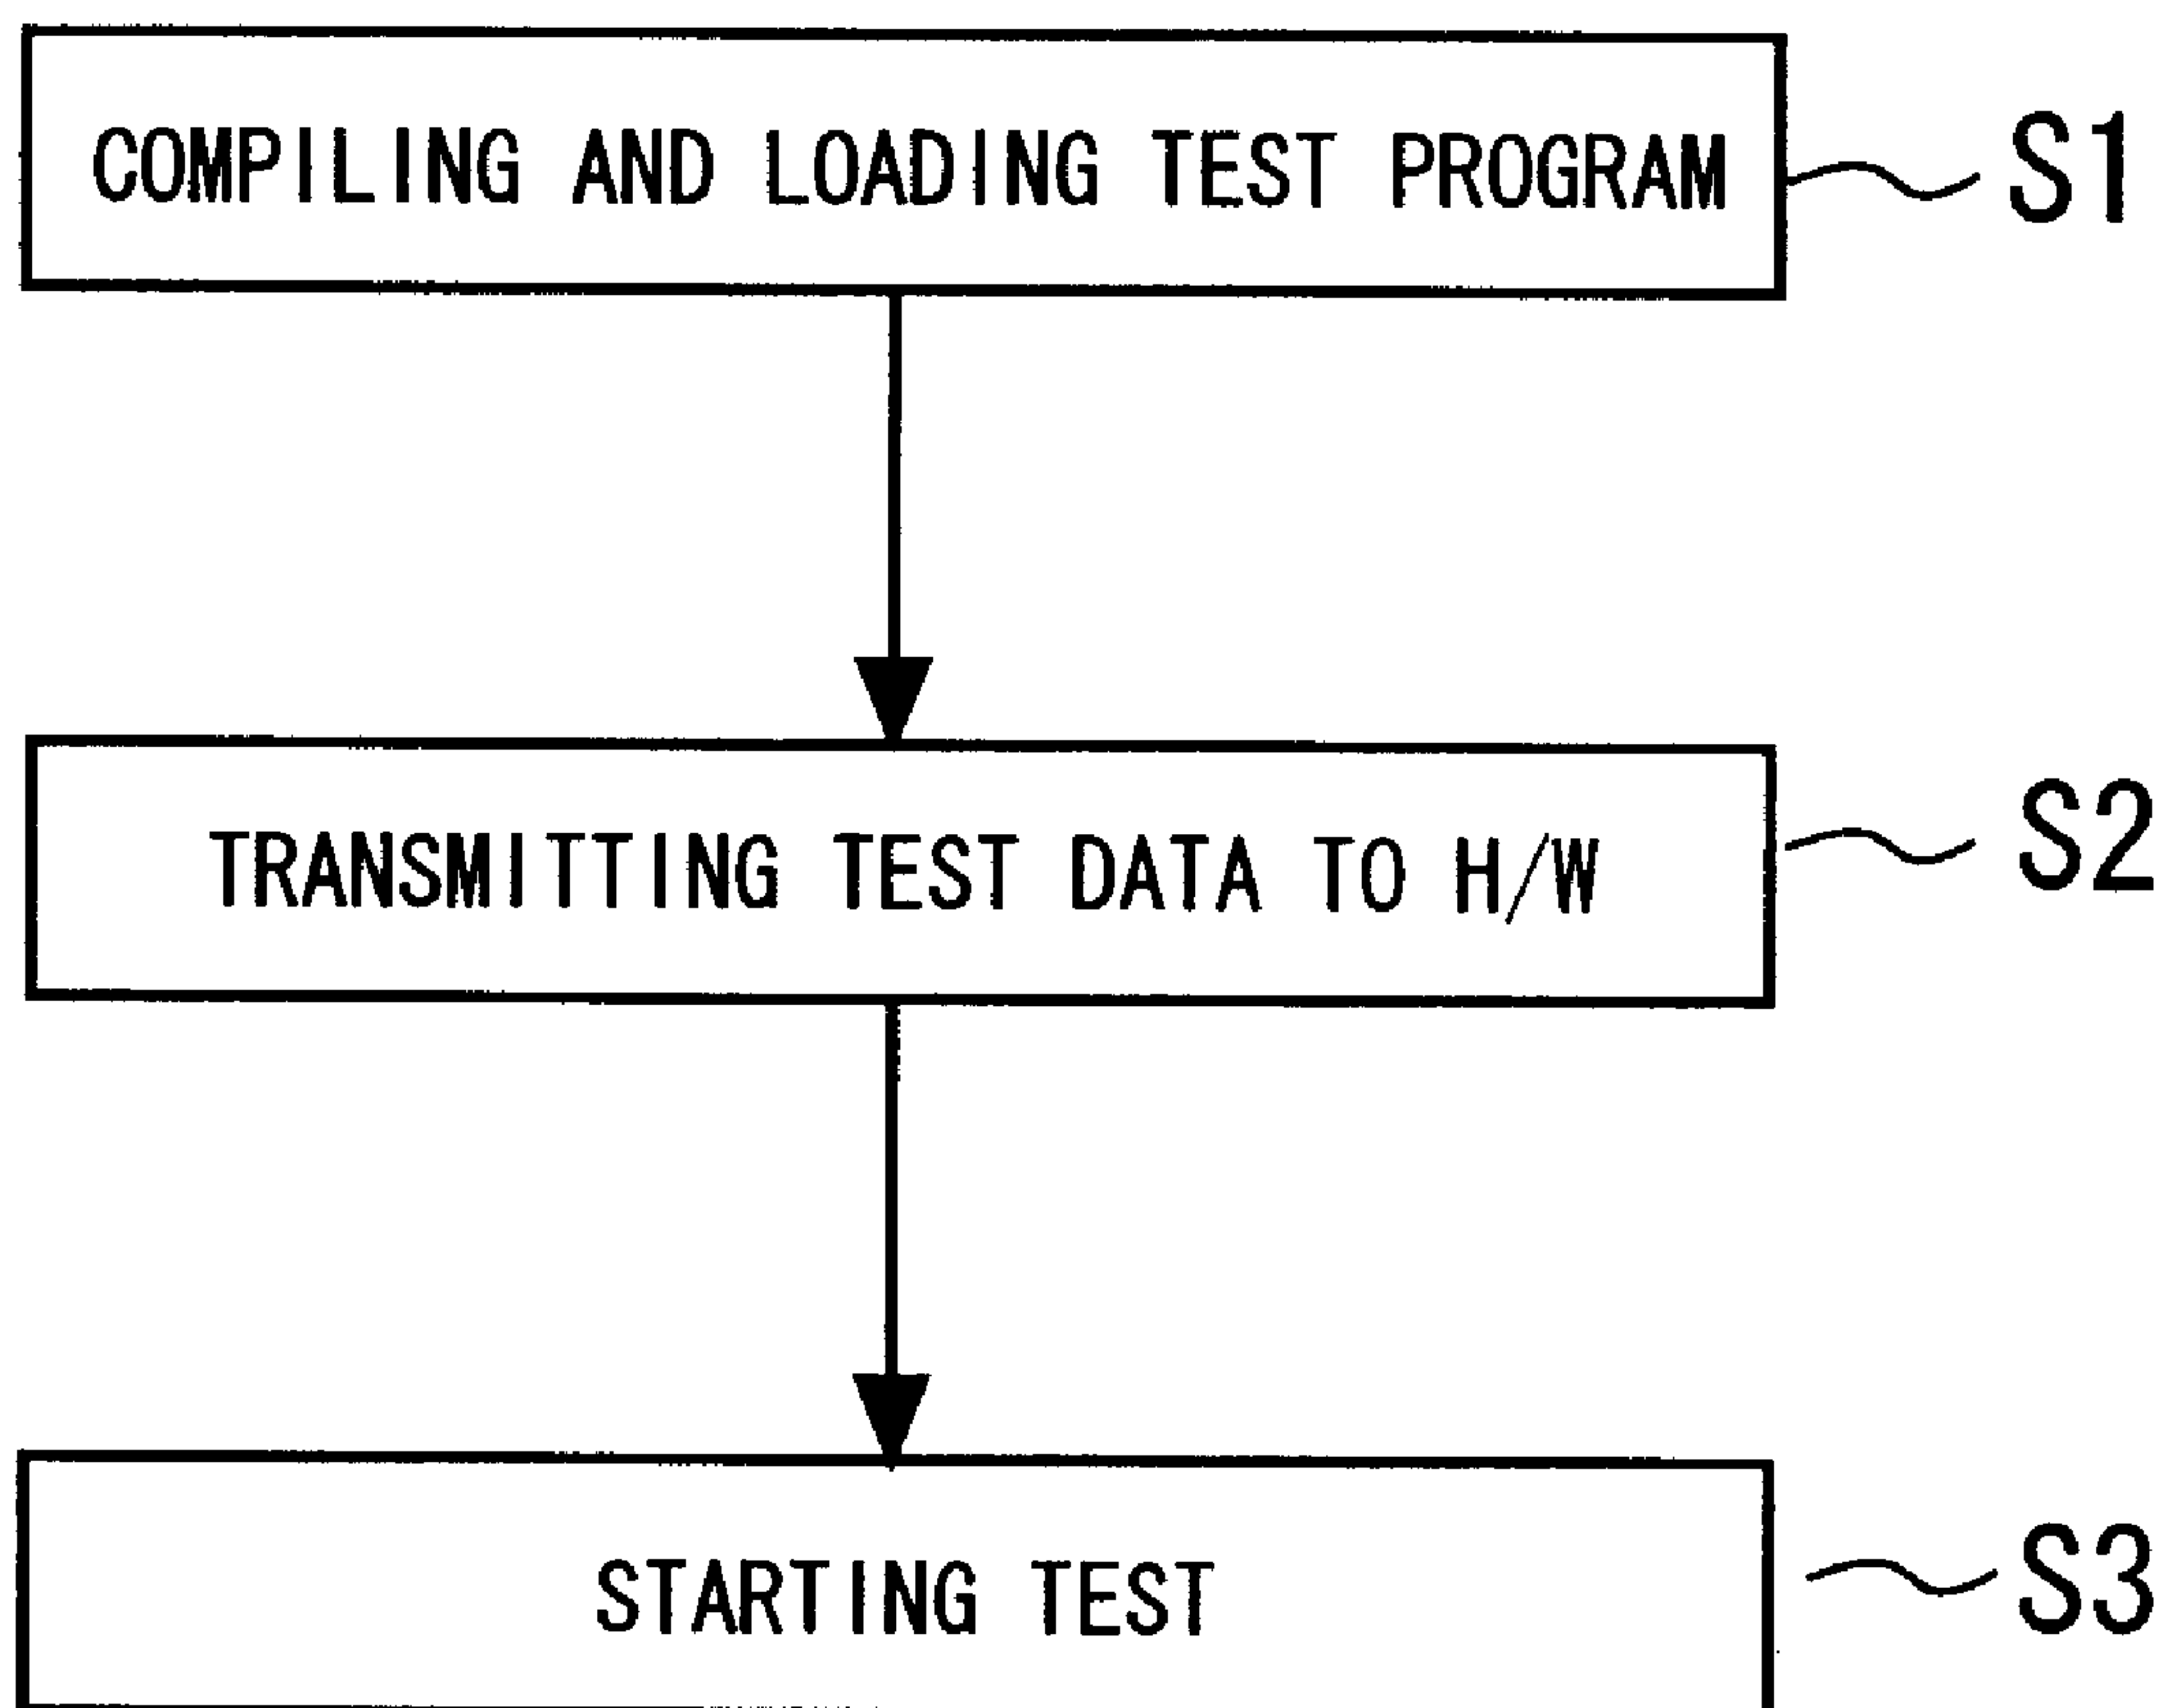 COMPILING AND LOADING TEST PROGRAM
S1
TRANSMITTING TEST DATA TO H/W
S2
STARTING TEST
S3